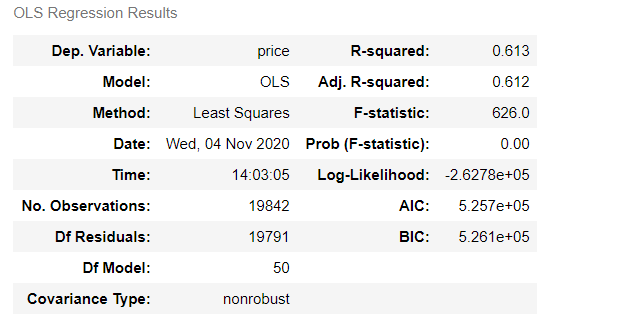 OLS Regression Results
Dep. Variable: price R-squared: 0.613
Model: OLS Adj. R-squared: 0.612
Method: Least Squares F-statistic: 626.0
Date: Wed, 04 Nov 2020 Prob (F-statistic): 0.00
Time: 14:03:05 Log-Likelihood: -2.6278e+05
No. Observations: 19842 AIC: 5.257e+05
Df Residuals: 19791 BIC: 5.261e+05
Df Model: 50
Covariance Type: nonrobust